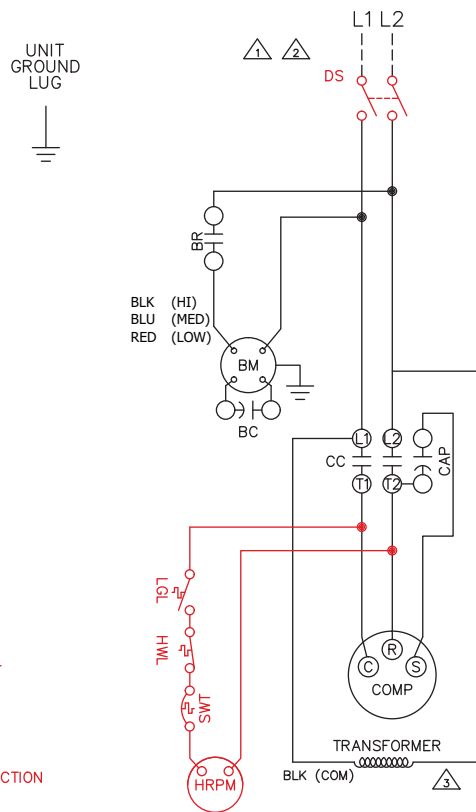 L1 L2
UNIT
GROUND
LUG
1 2
DS
BR
BLK (HI)
BLU (MED)
RED (LOW)
BM
BC
L1 L2
CC
CAP
T1 T2
LGL
HWL
SWT
R
C S
COMP
TRANSFORMER
BLK (COM)
3
HRPM
CTION